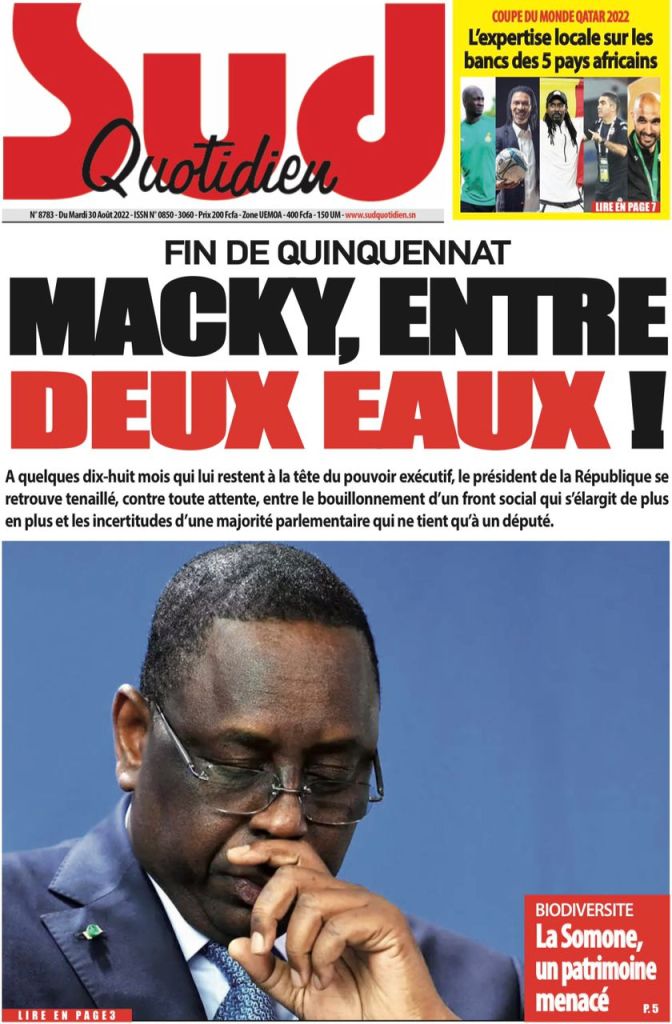 Sud
Quotidien
N° 8783 - Du Mardi 30 Août 2022 - ISSN N° 0850 - 3060 - Prix 200 Fcfa - Zone UEMOA - 400 Fcfa - 150 UM - www.sudquotidien.sn
COUPE DU MONDE QATAR 2022
L'expertise locale sur les
bancs des 5 pays africains
LIRE EN PAGE 7
FIN DE QUINQUENNAT
MACKY, ENTRE
DEUX EAUX !
A quelques dix-huit mois qui lui restent à la tête du pouvoir exécutif, le président de la République se
retrouve tenaillé, contre toute attente, entre le bouillonnement d'un front social qui s'élargit de plus
en plus et les incertitudes d'une majorité parlementaire qui ne tient qu'à un député.
BIODIVERSITE
La Somone,
un patrimoine
menacé
P. 5
LIRE EN PAGE3